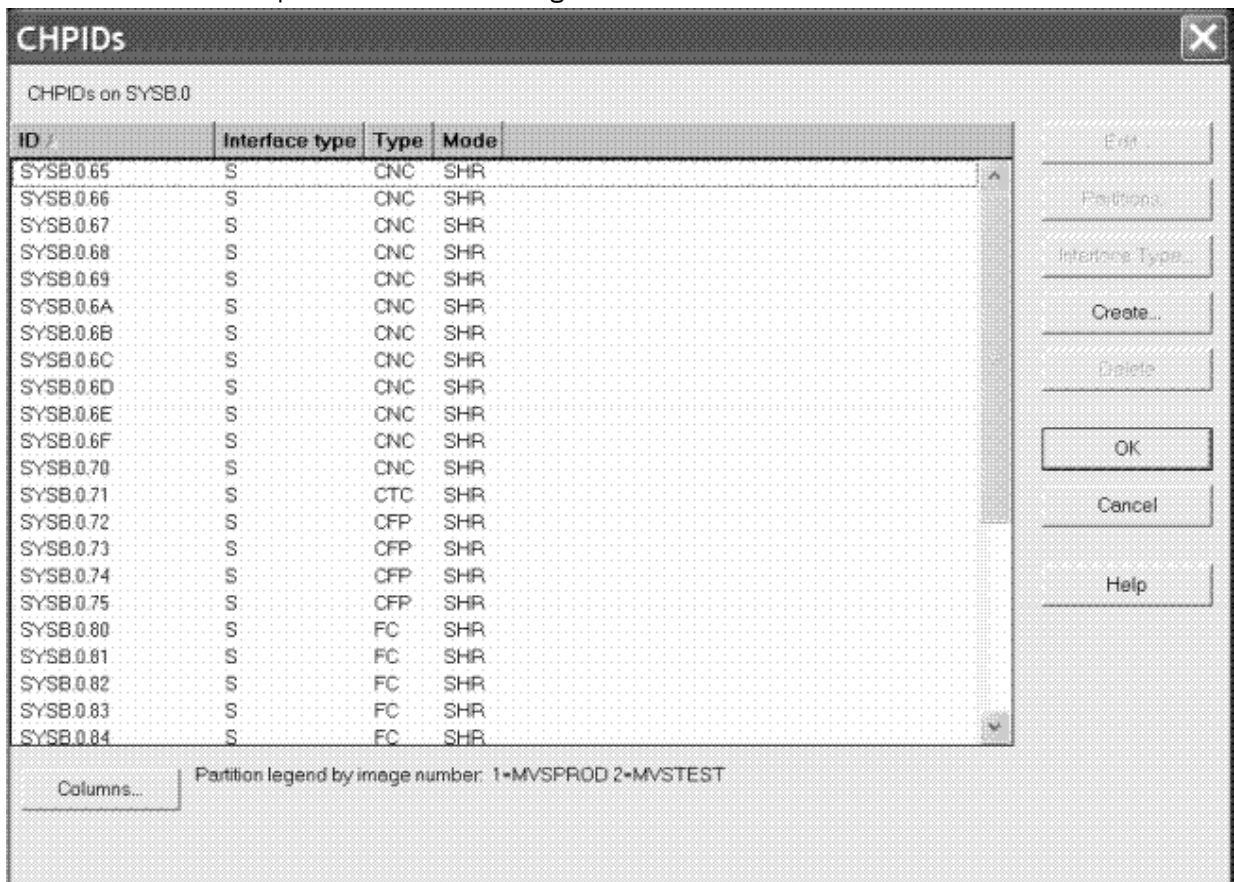 CHPIDs
CHPIDs on SYSB.0
ID Interface type Type Mode
SYSB.0.65 S CNC SHR
SYSB.0.66 S CNC SHR
SYSB.0.67 S CNC SHR
SYSB.0.68 S CNC SHR
SYSB.0.69 S CNC SHR
SYSB.0.6A S CNC SHR
SYSB.0.6B S CNC SHR
SYSB.0.6C S CNC SHR
SYSB.0.6D S CNC SHR
SYSB.0.6E S CNC SHR
SYSB.0.6F S CNC SHR
SYSB.0.70 S CNC SHR
SYSB.0.71 S CTC SHR
SYSB.0.72 S CFP SHR
SYSB.0.73 S CFP SHR
SYSB.0.74 S CFP SHR
SYSB.0.75 S CFP SHR
SYSB.0.80 S FC SHR
SYSB.0.81 S FC SHR
SYSB.0.82 S FC SHR
SYSB.0.83 S FC SHR
SYSB.0.84 S FC SHR
Edit...
Partitions...
Interface Type...
Create...
Delete
OK
Cancel
Help
Columns...
Partition legend by image number: 1=MVSPROD 2=MVSTEST